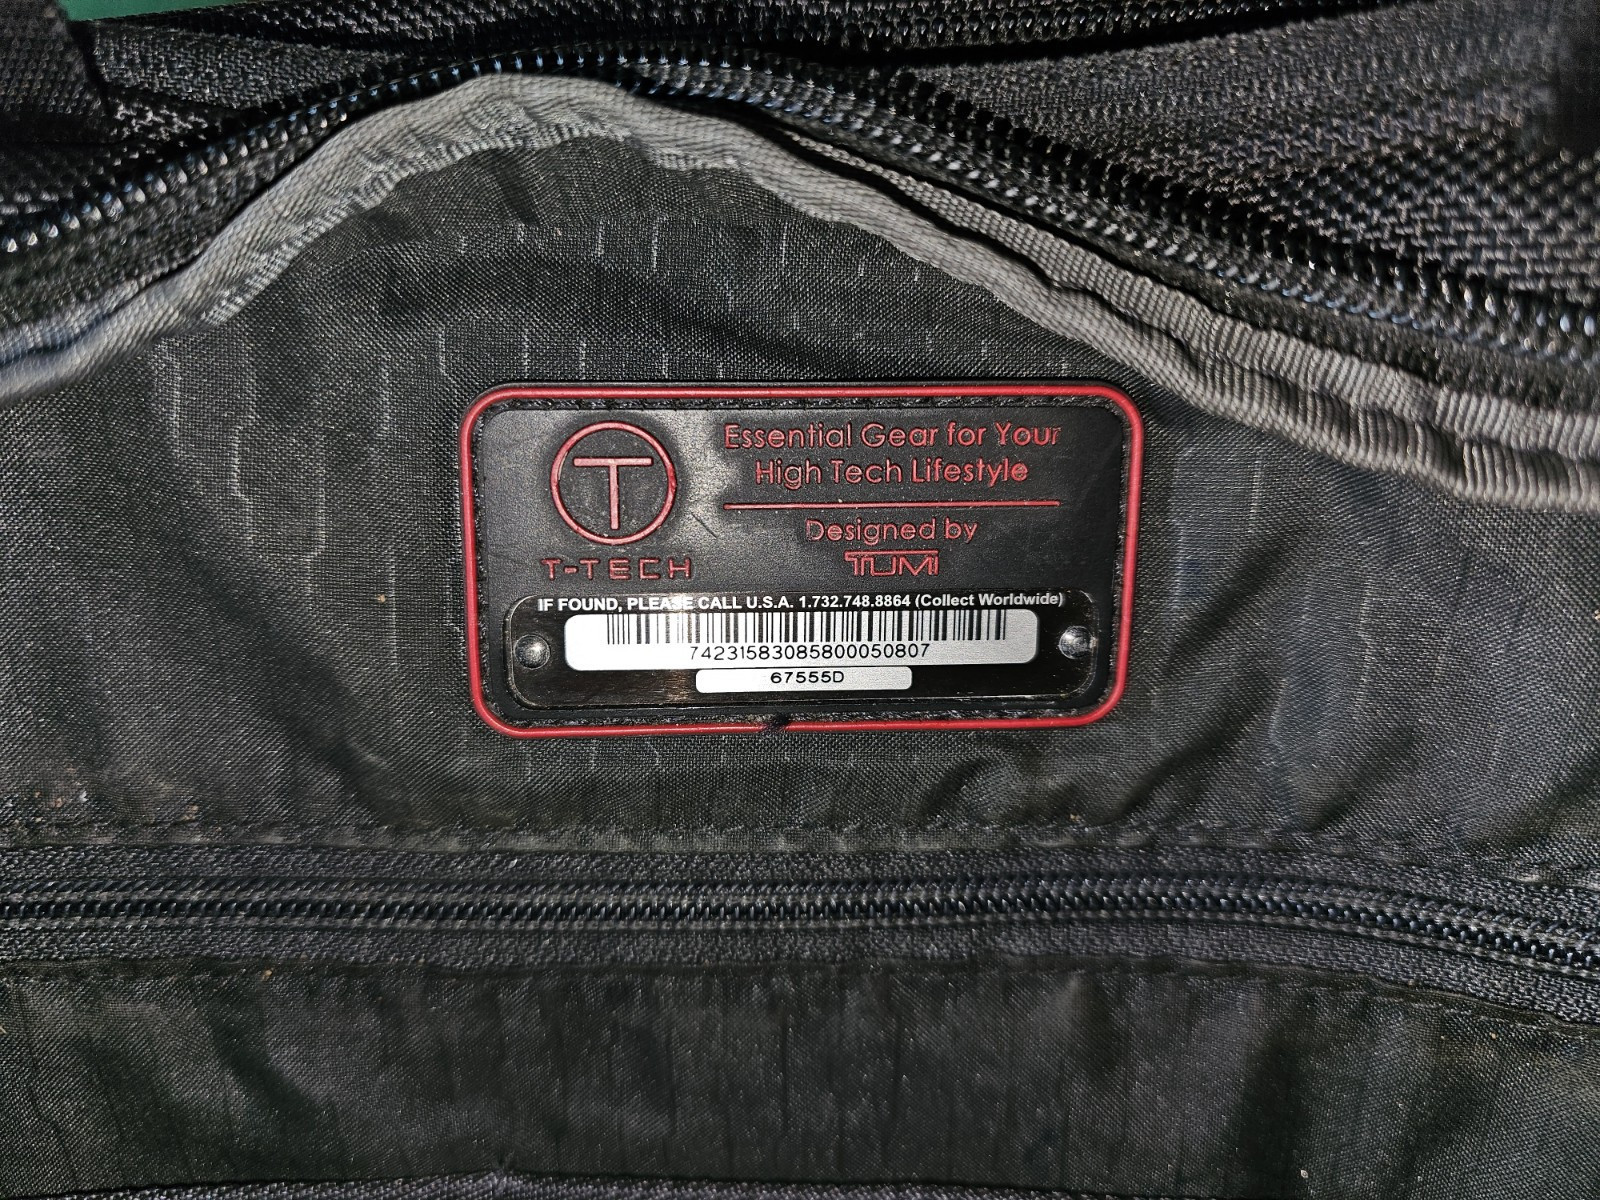 T
T-TECH
Essential Gear for Your
High Tech Lifestyle
Designed by
TUMI
IF FOUND, PLEASE CALL U.S.A. 1.732.748.8864 (Collect Worldwide)
74231583085800050807
67555D